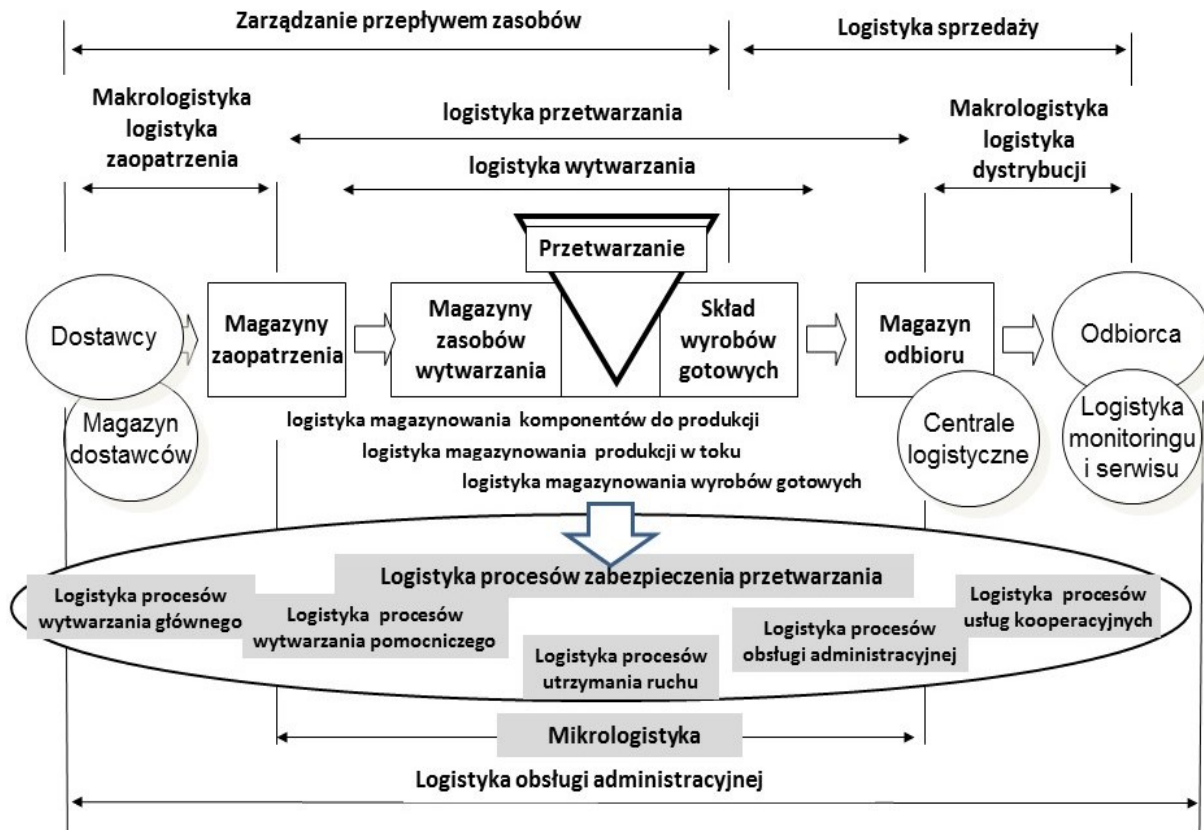 Zarządzanie przepływem zasobów
Logistyka sprzedaży
Makrologistyka
logistyka
zaopatrzenia
logistyka przetwarzania
logistyka wytwarzania
Makrologistyka
logistyka
dystrybucji
Przetwarzanie
Dostawcy
Magazyny
zaopatrzenia
Magazyny
zasobów
wytwarzania
Skład
wyrobów
gotowych
Magazyn
odbioru
Odbiorca
Magazyn
dostawców
Centrale
logistyczne
Logistyka
monitoringu
i serwisu
logistyka magazynowania komponentów do produkcji
logistyka magazynowania produkcji w toku
logistyka magazynowania wyrobów gotowych
Logistyka procesów zabezpieczenia przetwarzania
Logistyka procesów
wytwarzania głównego
Logistyka procesów
wytwarzania pomocniczego
Logistyka procesów
utrzymania ruchu
Logistyka procesów
obsługi administracyjnej
Logistyka procesów
usług kooperacyjnych
Mikrologistyka
Logistyka obsługi administracyjnej